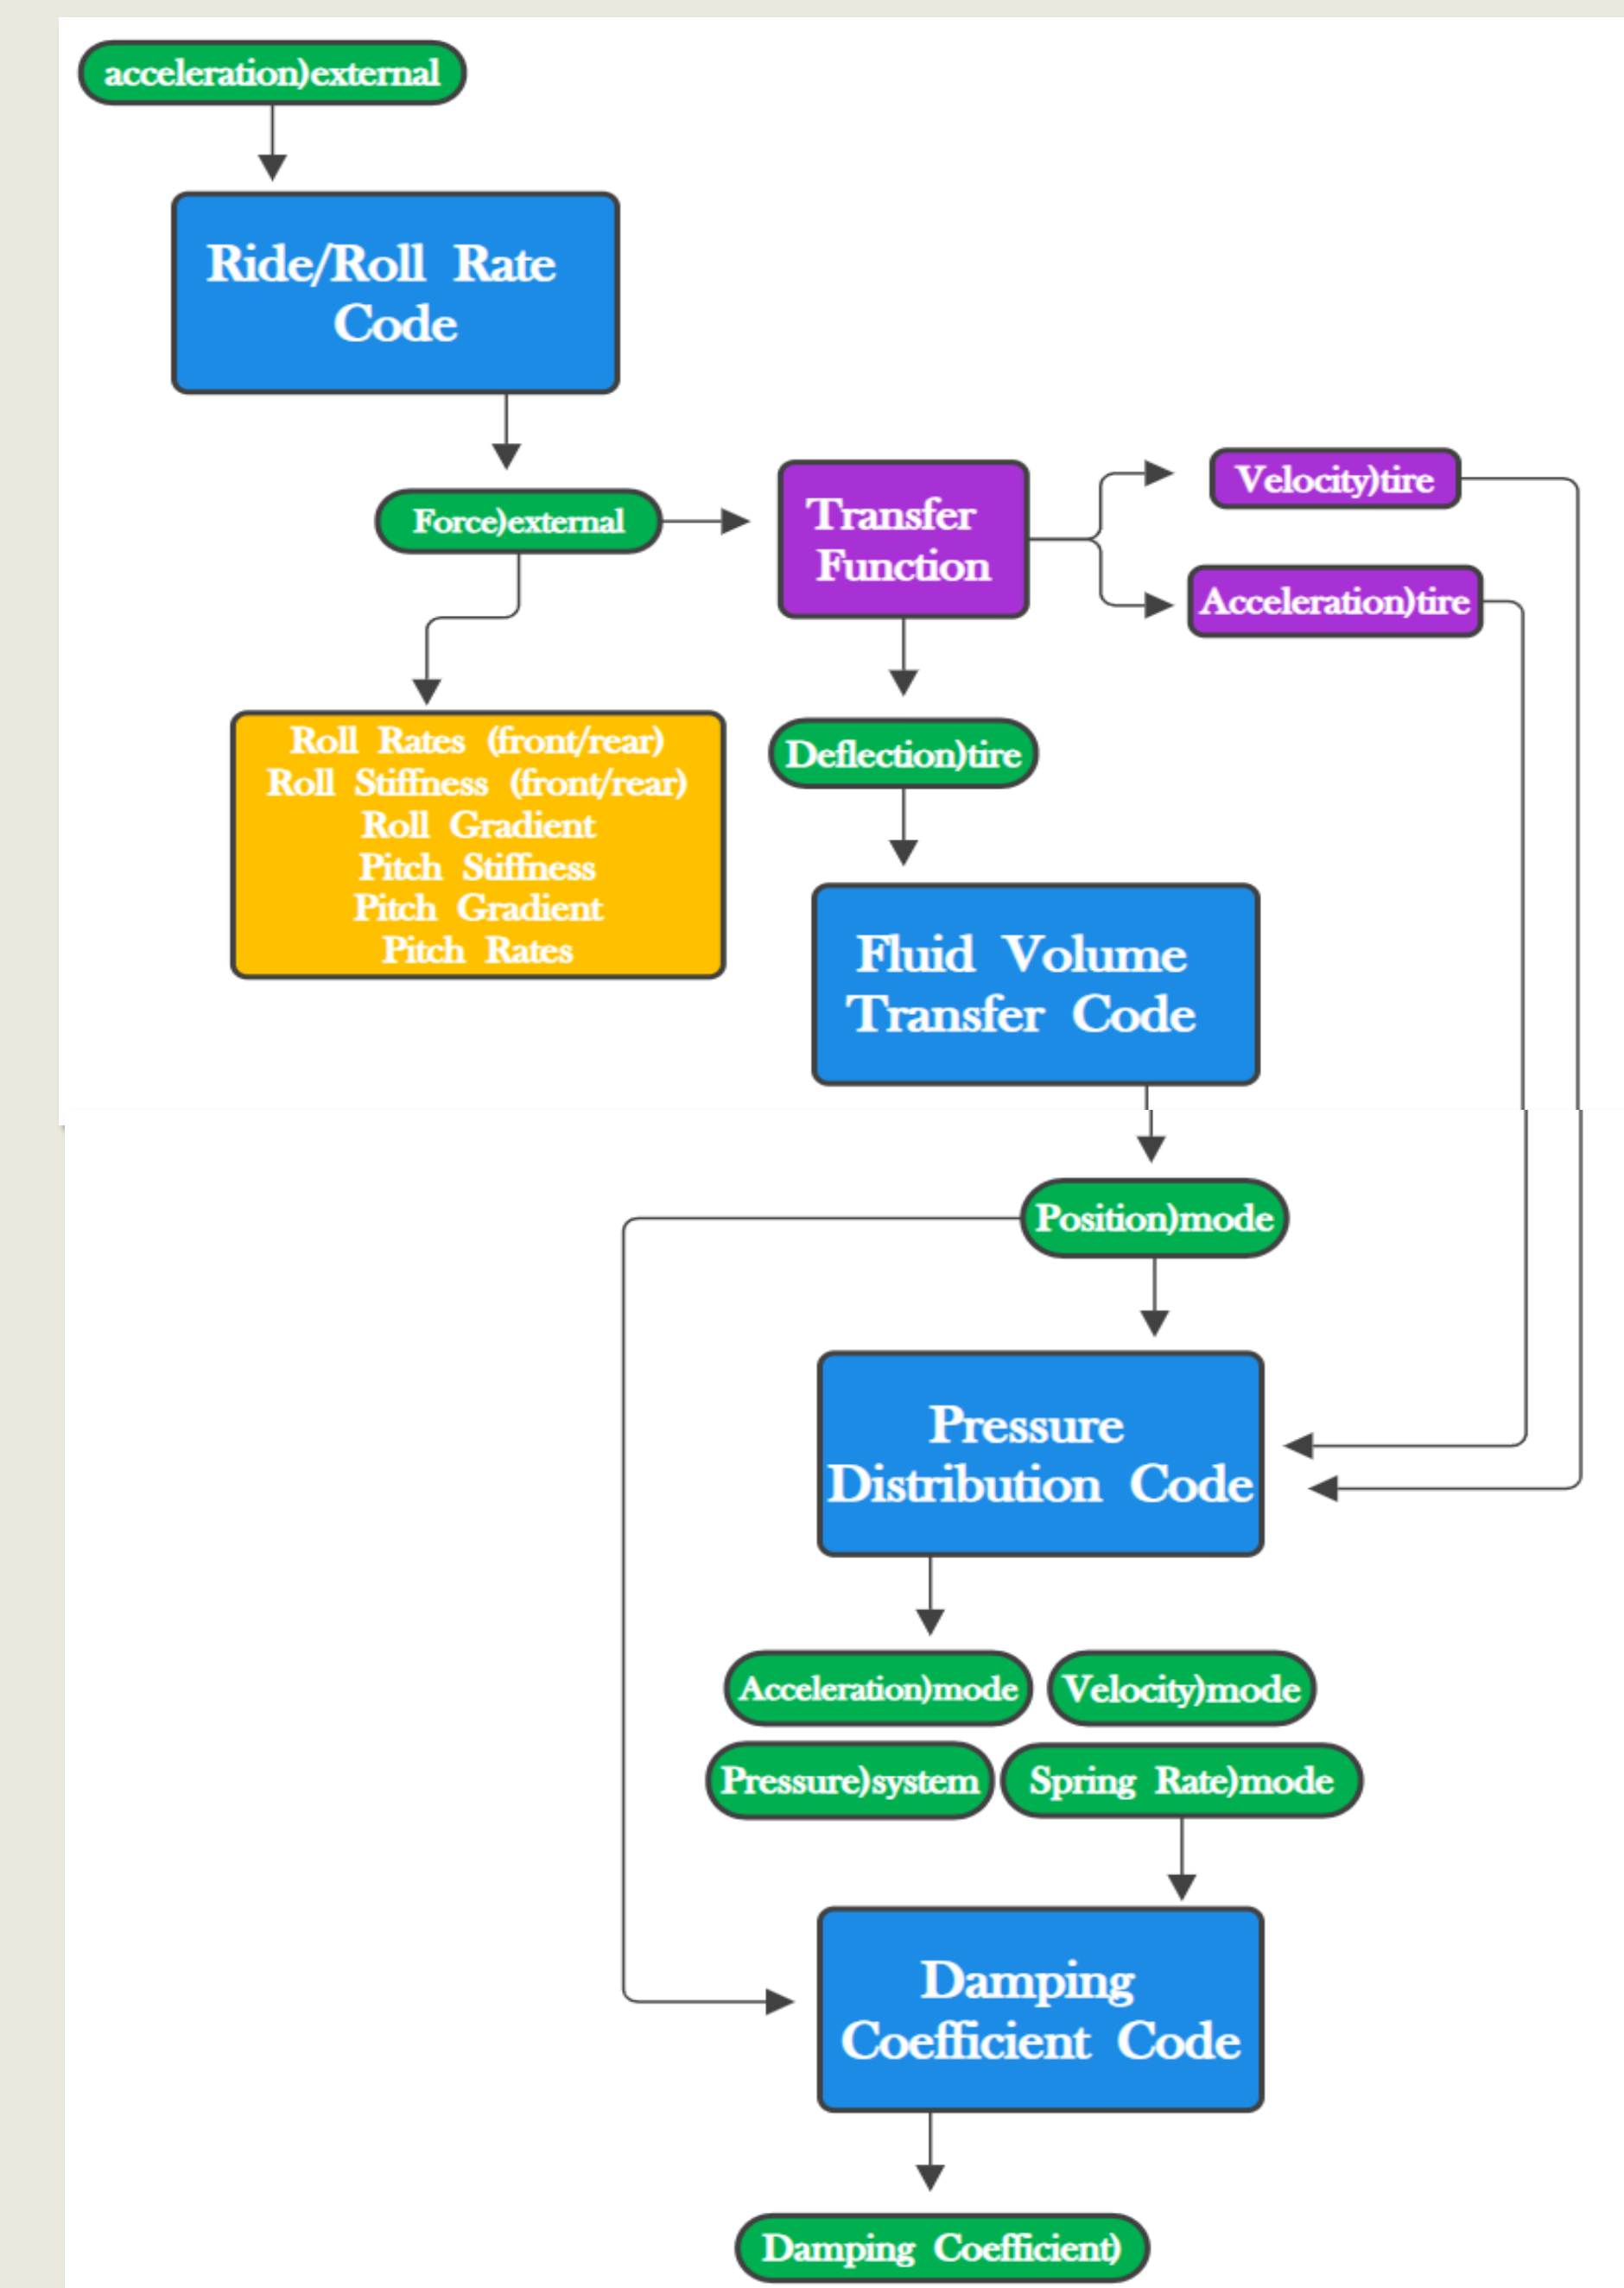 acceleration)external
Ride/Roll Rate
Code
Force)external
Transfer
Function
Velocity)tire
Acceleration)tire
Roll Rates (front/rear)
Roll Stiffness (front/rear)
Roll Gradient
Pitch Stiffness
Pitch Gradient
Pitch Rates
Deflection)tire
Fluid Volume
Transfer Code
Position)mode
Pressure
Distribution Code
Acceleration)mode
Velocity)mode
Pressure)system
Spring Rate)mode
Damping
Coefficient Code
Damping Coefficient)